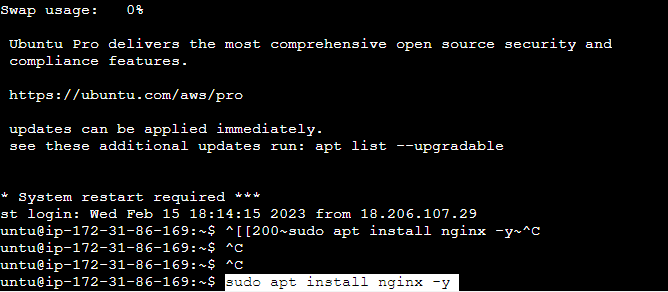 Swap usage:   0%
Ubuntu Pro delivers the most comprehensive open source security and
compliance features.
https://ubuntu.com/aws/pro
updates can be applied immediately.
see these additional updates run: apt list --upgradable
* System restart required ***
st login: Wed Feb 15 18:14:15 2023 from 18.206.107.29
untu@ip-172-31-86-169:~$ ^[[200~sudo apt install nginx -y~^C
untu@ip-172-31-86-169:~$ ^C
untu@ip-172-31-86-169:~$ ^C
untu@ip-172-31-86-169:~$ sudo apt install nginx -y